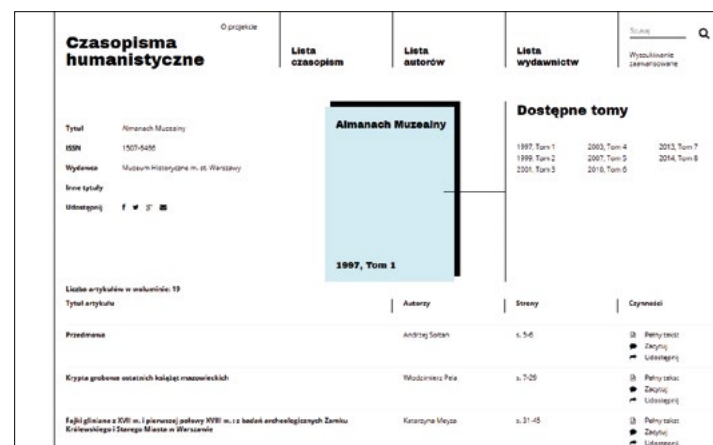 O projekcie
Czasopisma
humanistyczne
Lista
czasopism
Lista
autorów
Lista
wydawnictw
Szukaj
Wyszukiwanie
zaawansowane
Tytuł Almanach Muzealny
ISSN
Wydawca Muzeum Historyczne m. st. Warszawy
Inne tytuły
Udostępnij
Almanach Muzealny
1997, Tom 1
Dostępne tomy
1997, Tom 1 2003, Tom 4 2013, Tom 7
1999, Tom 2 2007, Tom 5 2014, Tom 8
2001, Tom 3 2010, Tom 6
Liczba artykułów w woluminie: 19
Tytuł artykułu Autorzy Strony Czynności
Przedmowa Andrzej Sołtan s. 5-6 Pełny tekst
Zacytuj
Udostępnij
Krypta grobowa ostatnich książąt mazowieckich Włodzimierz Pela s. 7-29 Pełny tekst
Zacytuj
Udostępnij
Fajki gliniane z XVII w. i pierwszej połowy XVIII w. : z badań archeologicznych Zamku
Królewskiego i Starego Miasta w Warszawie
Katarzyna Meyza s. 31-45 Pełny tekst
Zacytuj
Udostępnij